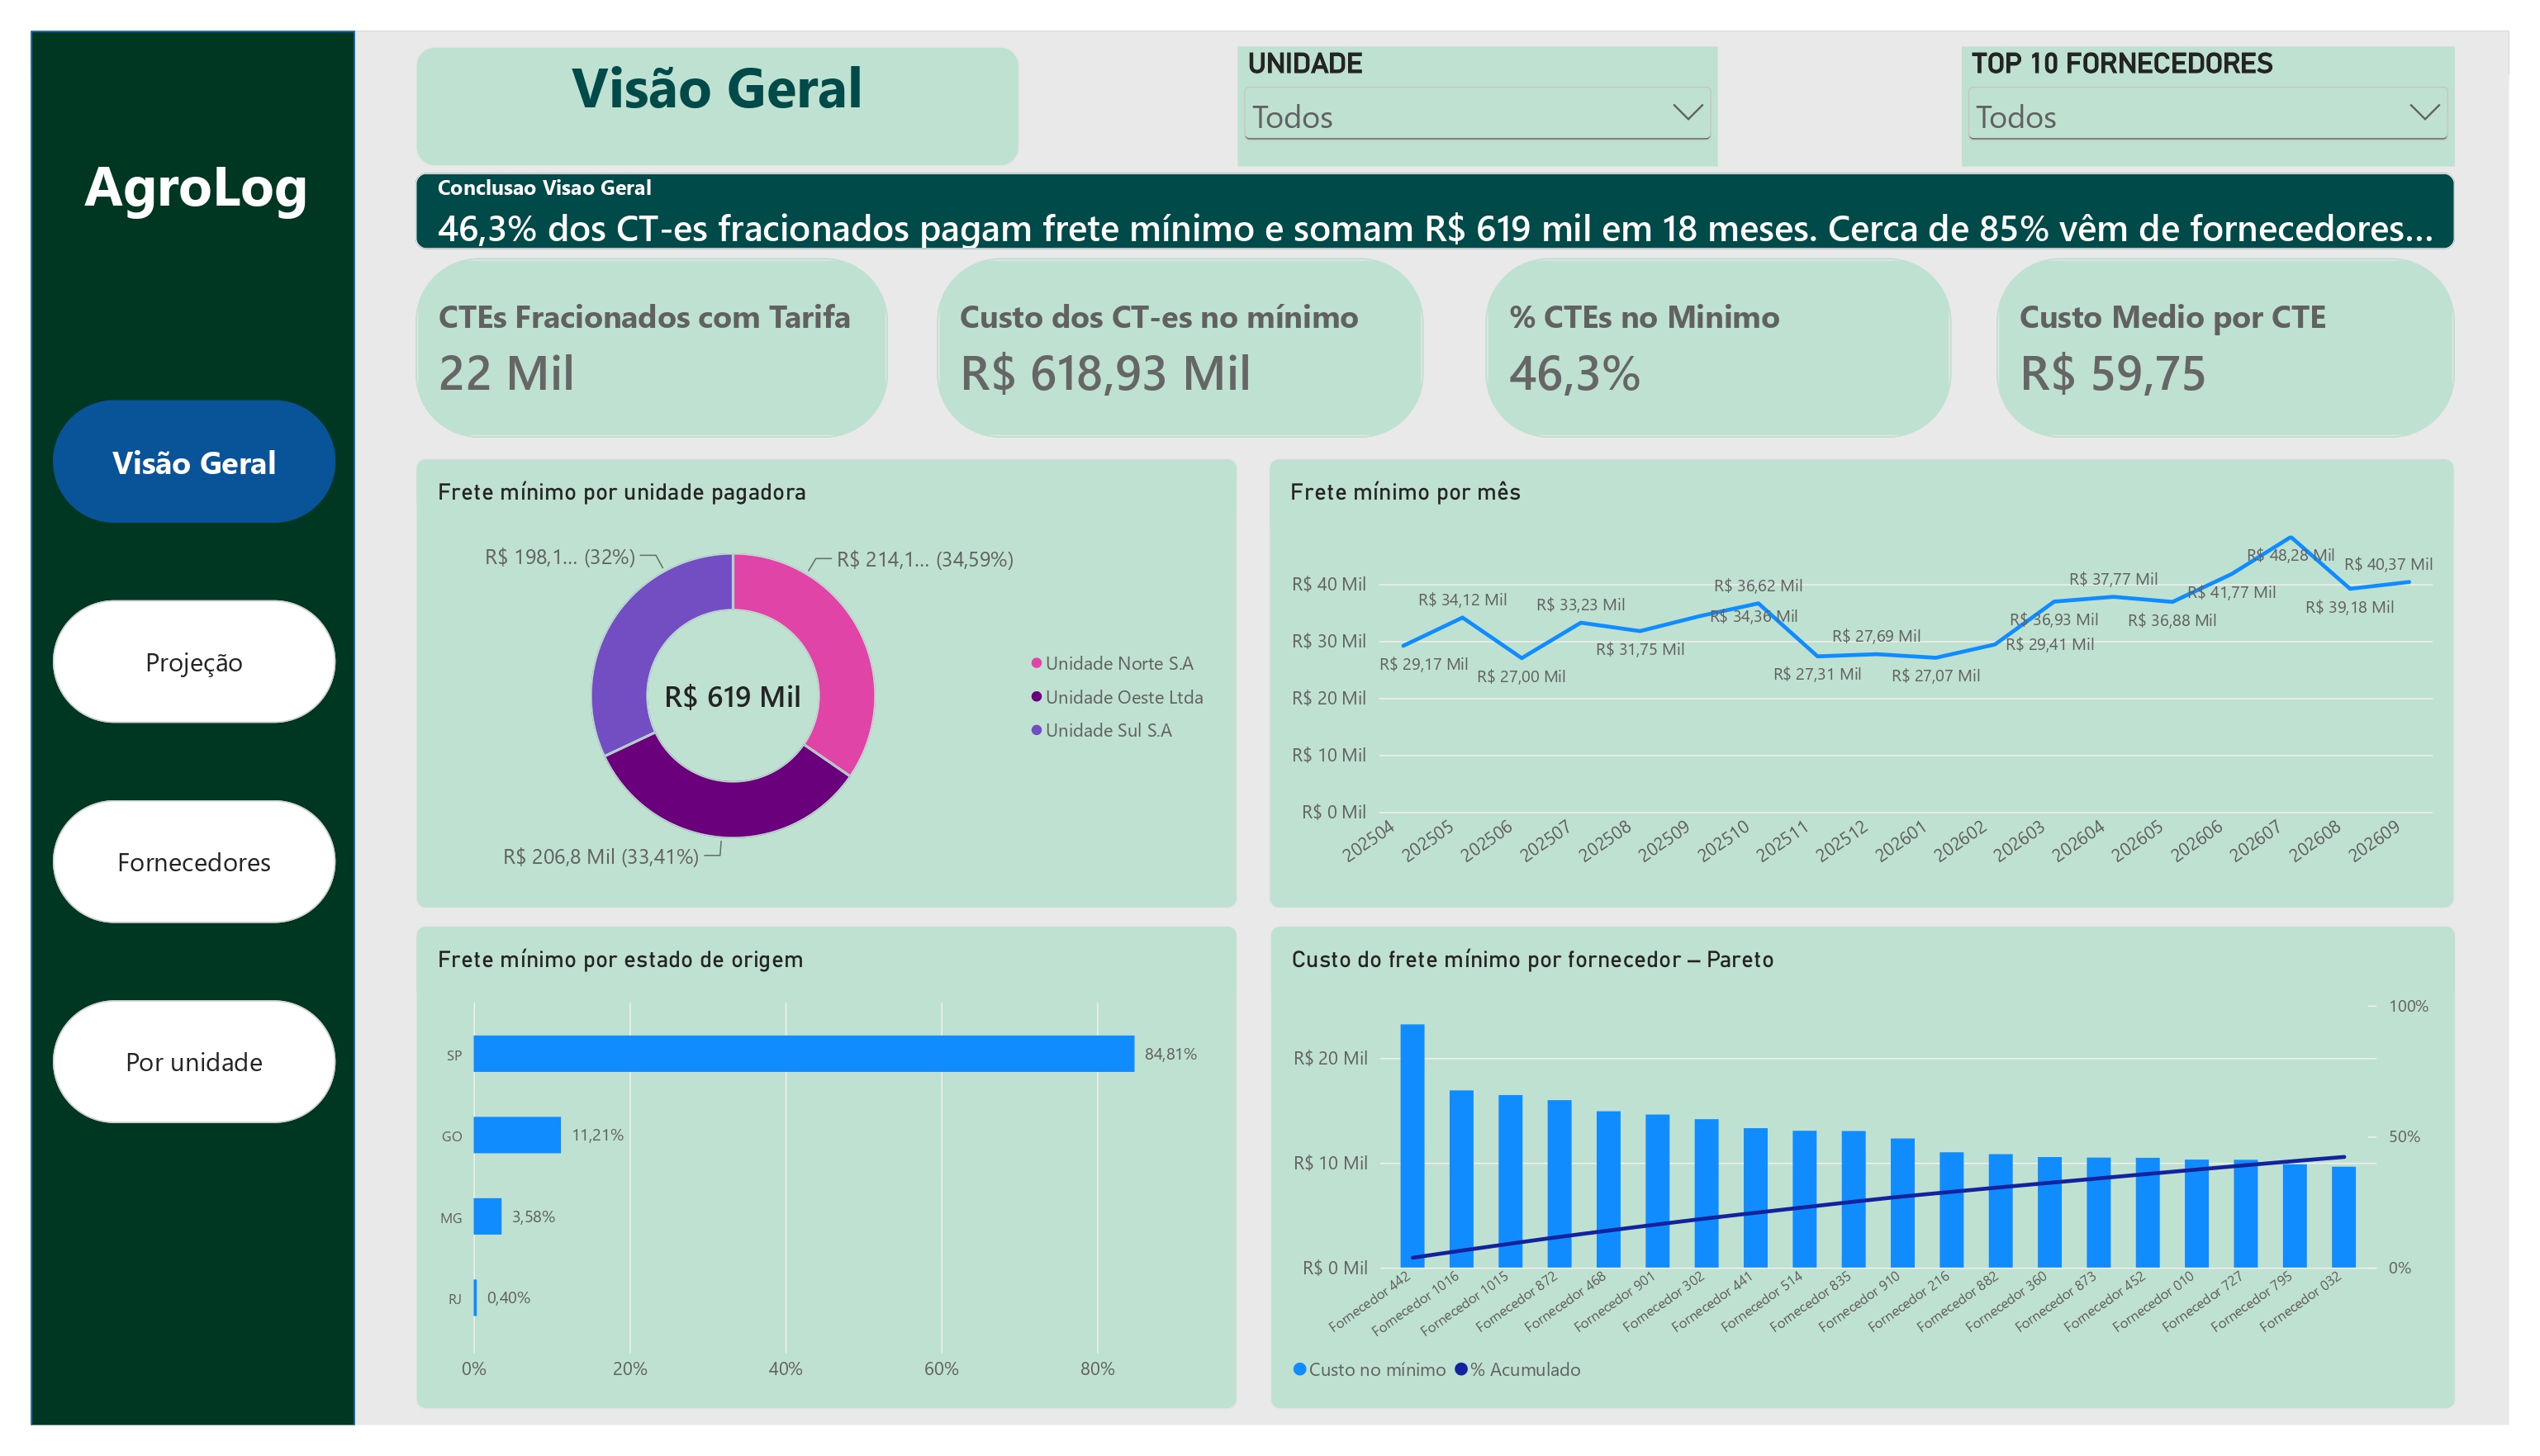 AgroLog
Visão Geral
Projeção
Fornecedores
Por unidade
Visão Geral
UNIDADE
Todos
TOP 10 FORNECEDORES
Todos
Conclusao Visao Geral
46,3% dos CT-es fracionados pagam frete mínimo e somam R$ 619 mil em 18 meses. Cerca de 85% vêm de fornecedores...
CTEs Fracionados com Tarifa
22 Mil
Custo dos CT-es no mínimo
R$ 618,93 Mil
% CTEs no Minimo
46,3%
Custo Medio por CTE
R$ 59,75
Frete mínimo por unidade pagadora
R$ 198,1... (32%)
R$ 214,1... (34,59%)
R$ 619 Mil
R$ 206,8 Mil (33,41%)
Unidade Norte S.A
Unidade Oeste Ltda
Unidade Sul S.A
Frete mínimo por mês
R$ 40 Mil
R$ 30 Mil
R$ 20 Mil
R$ 10 Mil
R$ 0 Mil
R$ 29,17 Mil
R$ 34,12 Mil
R$ 27,00 Mil
R$ 33,23 Mil
R$ 31,75 Mil
R$ 34,36 Mil
R$ 36,62 Mil
R$ 27,31 Mil
R$ 27,69 Mil
R$ 27,07 Mil
R$ 29,41 Mil
R$ 36,93 Mil
R$ 37,77 Mil
R$ 36,88 Mil
R$ 41,77 Mil
R$ 48,28 Mil
R$ 39,18 Mil
R$ 40,37 Mil
202504
202505
202506
202507
202508
202509
202510
202511
202512
202601
202602
202603
202604
202605
202606
202607
202608
202609
Frete mínimo por estado de origem
SP
84,81%
GO
11,21%
MG
3,58%
RJ
0,40%
0%
20%
40%
60%
80%
Custo do frete mínimo por fornecedor – Pareto
R$ 20 Mil
R$ 10 Mil
R$ 0 Mil
100%
50%
0%
Fornecedor 442
Fornecedor 1016
Fornecedor 1015
Fornecedor 872
Fornecedor 468
Fornecedor 901
Fornecedor 302
Fornecedor 441
Fornecedor 514
Fornecedor 835
Fornecedor 910
Fornecedor 216
Fornecedor 882
Fornecedor 360
Fornecedor 873
Fornecedor 452
Fornecedor 010
Fornecedor 727
Fornecedor 795
Fornecedor 032
Custo no mínimo
% Acumulado